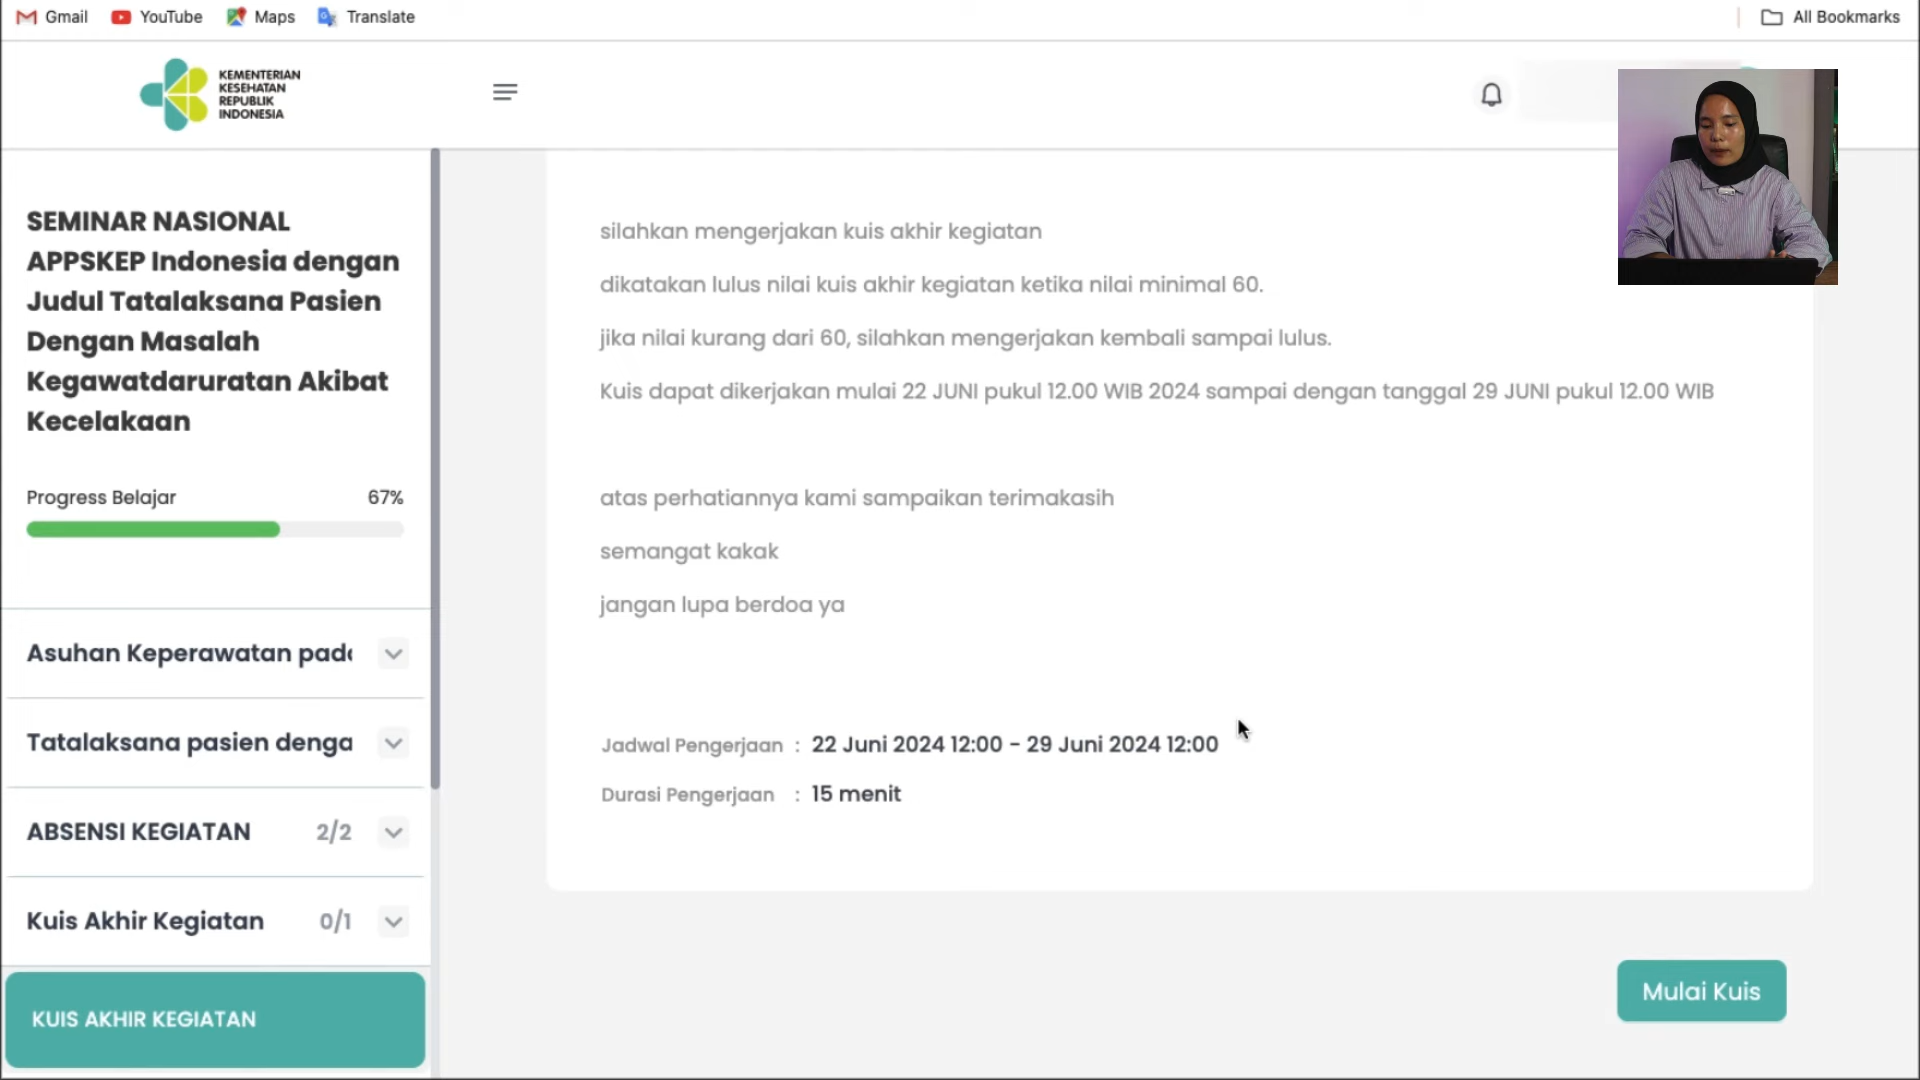 Gmail
YouTube
Maps
Translate
All Bookmarks
KEMENTERIAN
KESEHATAN
REPUBLIK
INDONESIA
SEMINAR NASIONAL
APPSKEP Indonesia dengan
Judul Tatalaksana Pasien
Dengan Masalah
Kegawatdaruratan Akibat
Kecelakaan
Progress Belajar 67%
Asuhan Keperawatan pada
Tatalaksana pasien denga
ABSENSI KEGIATAN 2/2
Kuis Akhir Kegiatan 0/1
KUIS AKHIR KEGIATAN
silahkan mengerjakan kuis akhir kegiatan
dikatakan lulus nilai kuis akhir kegiatan ketika nilai minimal 60.
jika nilai kurang dari 60, silahkan mengerjakan kembali sampai lulus.
Kuis dapat dikerjakan mulai 22 JUNI pukul 12.00 WIB 2024 sampai dengan tanggal 29 JUNI pukul 12.00 WIB
atas perhatiannya kami sampaikan terimakasih
semangat kakak
jangan lupa berdoa ya
Jadwal Pengerjaan : 22 Juni 2024 12:00 - 29 Juni 2024 12:00
Durasi Pengerjaan : 15 menit
Mulai Kuis